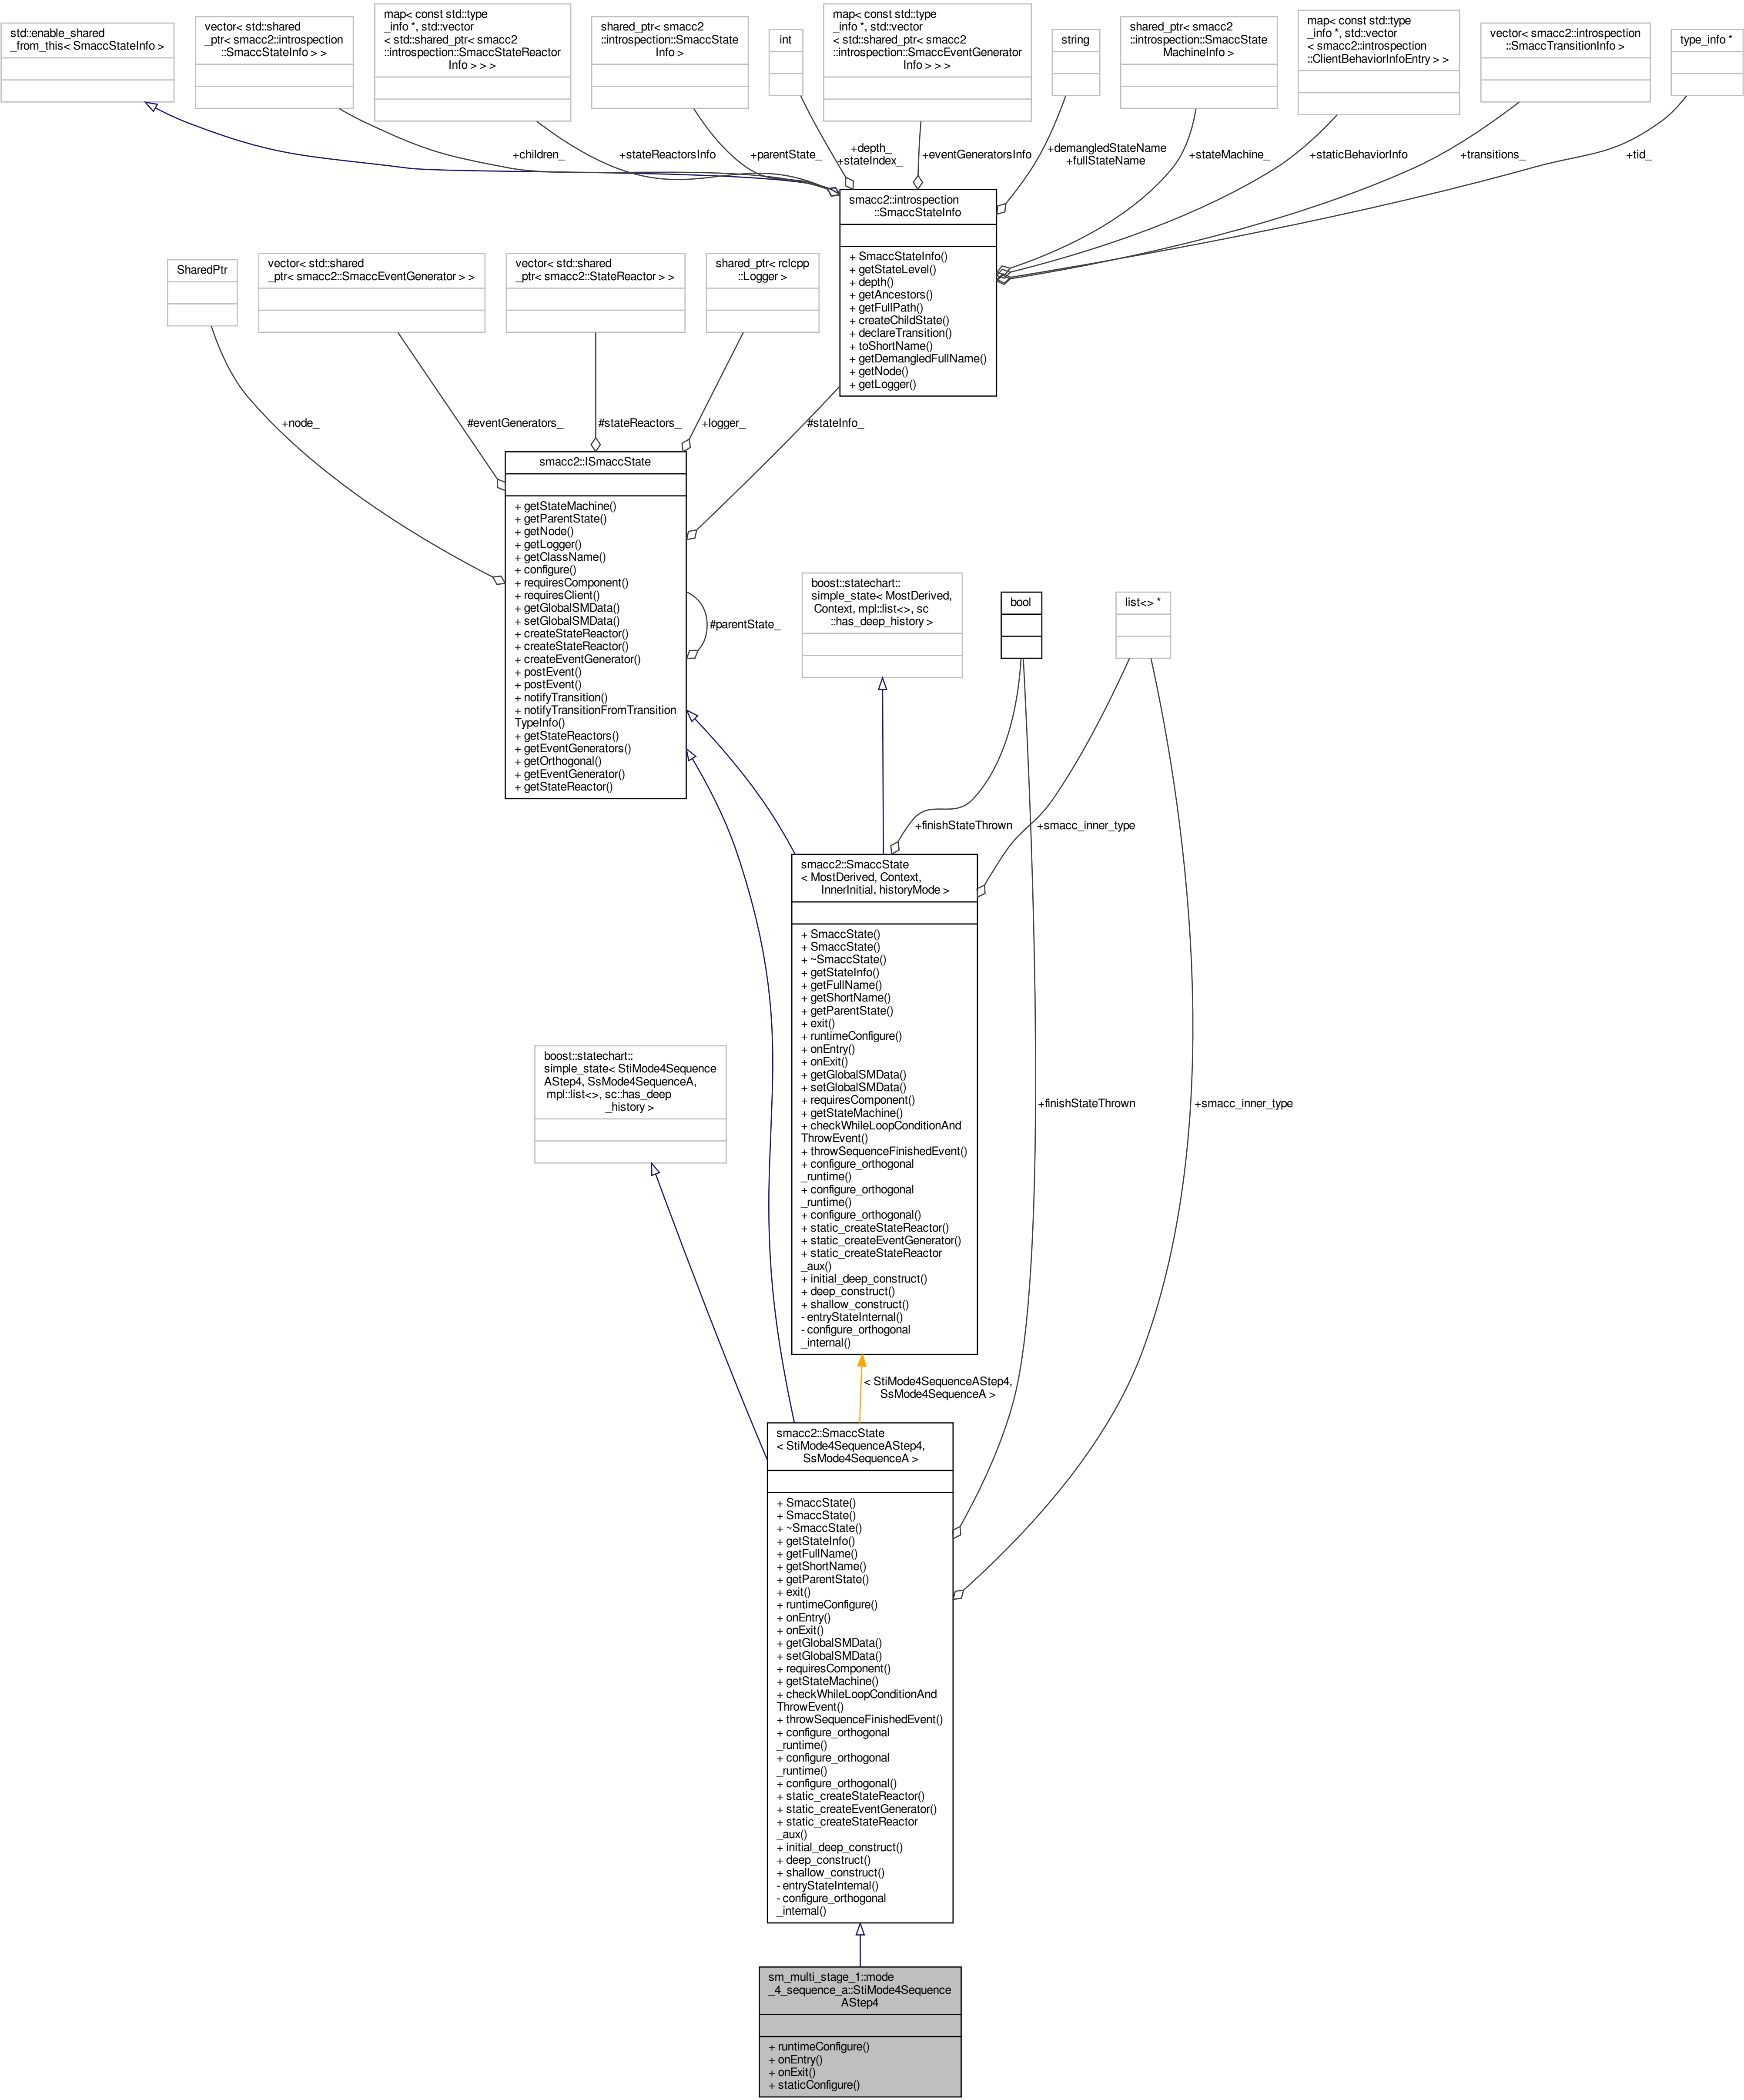 std::enable_shared
_from_this< SmaccStateInfo >
vector< std::shared
_ptr< smacc2::introspection
::SmaccStateInfo > >
map< const std::type
_info *, std::vector
< std::shared_ptr< smacc2
::introspection::SmaccStateReactor
Info > > >
shared_ptr< smacc2
::introspection::SmaccState
Info >
int
map< const std::type
_info *, std::vector
< std::shared_ptr< smacc2
::introspection::SmaccEventGenerator
Info > > >
string
shared_ptr< smacc2
::introspection::SmaccState
MachineInfo >
map< const std::type
_info *, std::vector
< smacc2::introspection
::ClientBehaviorInfoEntry > >
vector< smacc2::introspection
::SmaccTransitionInfo >
type_info *
+children_
+stateReactorsInfo
+parentState_
+depth_
+stateIndex_
+eventGeneratorsInfo
+demangledStateName
+fullStateName
+stateMachine_
+staticBehaviorInfo
+transitions_
+tid_
smacc2::introspection
::SmaccStateInfo
+ SmaccStateInfo()
+ getStateLevel()
+ depth()
+ getAncestors()
+ getFullPath()
+ createChildState()
+ declareTransition()
+ toShortName()
+ getDemangledFullName()
+ getNode()
+ getLogger()
SharedPtr
vector< std::shared
_ptr< smacc2::SmaccEventGenerator > >
vector< std::shared
_ptr< smacc2::StateReactor > >
shared_ptr< rclcpp
::Logger >
+node_
#eventGenerators_
#stateReactors_
+logger_
#stateInfo_
smacc2::ISmaccState
+ getStateMachine()
+ getParentState()
+ getNode()
+ getLogger()
+ getClassName()
+ configure()
+ requiresComponent()
+ requiresClient()
+ getGlobalSMData()
+ setGlobalSMData()
+ createStateReactor()
+ createStateReactor()
+ createEventGenerator()
+ postEvent()
+ postEvent()
+ notifyTransition()
+ notifyTransitionFromTransition
TypeInfo()
+ getStateReactors()
+ getEventGenerators()
+ getOrthogonal()
+ getEventGenerator()
+ getStateReactor()
#parentState_
boost::statechart::
simple_state< MostDerived,
Context, mpl::list<>, sc
::has_deep_history >
bool
list<> *
+finishStateThrown
+smacc_inner_type
smacc2::SmaccState
< MostDerived, Context,
InnerInitial, historyMode >
+ SmaccState()
+ SmaccState()
+ ~SmaccState()
+ getStateInfo()
+ getFullName()
+ getShortName()
+ getParentState()
+ exit()
+ runtimeConfigure()
+ onEntry()
+ onExit()
+ getGlobalSMData()
+ setGlobalSMData()
+ requiresComponent()
+ getStateMachine()
+ checkWhileLoopConditionAnd
ThrowEvent()
+ throwSequenceFinishedEvent()
+ configure_orthogonal
_runtime()
+ configure_orthogonal
_runtime()
+ configure_orthogonal()
+ static_createStateReactor()
+ static_createEventGenerator()
+ static_createStateReactor
_aux()
+ initial_deep_construct()
+ deep_construct()
+ shallow_construct()
- entryStateInternal()
- configure_orthogonal
_internal()
boost::statechart::
simple_state< StiMode4Sequence
AStep4, SsMode4SequenceA,
mpl::list<>, sc::has_deep
_history >
+finishStateThrown
+smacc_inner_type
< StiMode4SequenceAStep4,
SsMode4SequenceA >
smacc2::SmaccState
< StiMode4SequenceAStep4,
SsMode4SequenceA >
+ SmaccState()
+ SmaccState()
+ ~SmaccState()
+ getStateInfo()
+ getFullName()
+ getShortName()
+ getParentState()
+ exit()
+ runtimeConfigure()
+ onEntry()
+ onExit()
+ getGlobalSMData()
+ setGlobalSMData()
+ requiresComponent()
+ getStateMachine()
+ checkWhileLoopConditionAnd
ThrowEvent()
+ throwSequenceFinishedEvent()
+ configure_orthogonal
_runtime()
+ configure_orthogonal
_runtime()
+ configure_orthogonal()
+ static_createStateReactor()
+ static_createEventGenerator()
+ static_createStateReactor
_aux()
+ initial_deep_construct()
+ deep_construct()
+ shallow_construct()
- entryStateInternal()
- configure_orthogonal
_internal()
sm_multi_stage_1::mode
_4_sequence_a::StiMode4Sequence
AStep4
+ runtimeConfigure()
+ onEntry()
+ onExit()
+ staticConfigure()